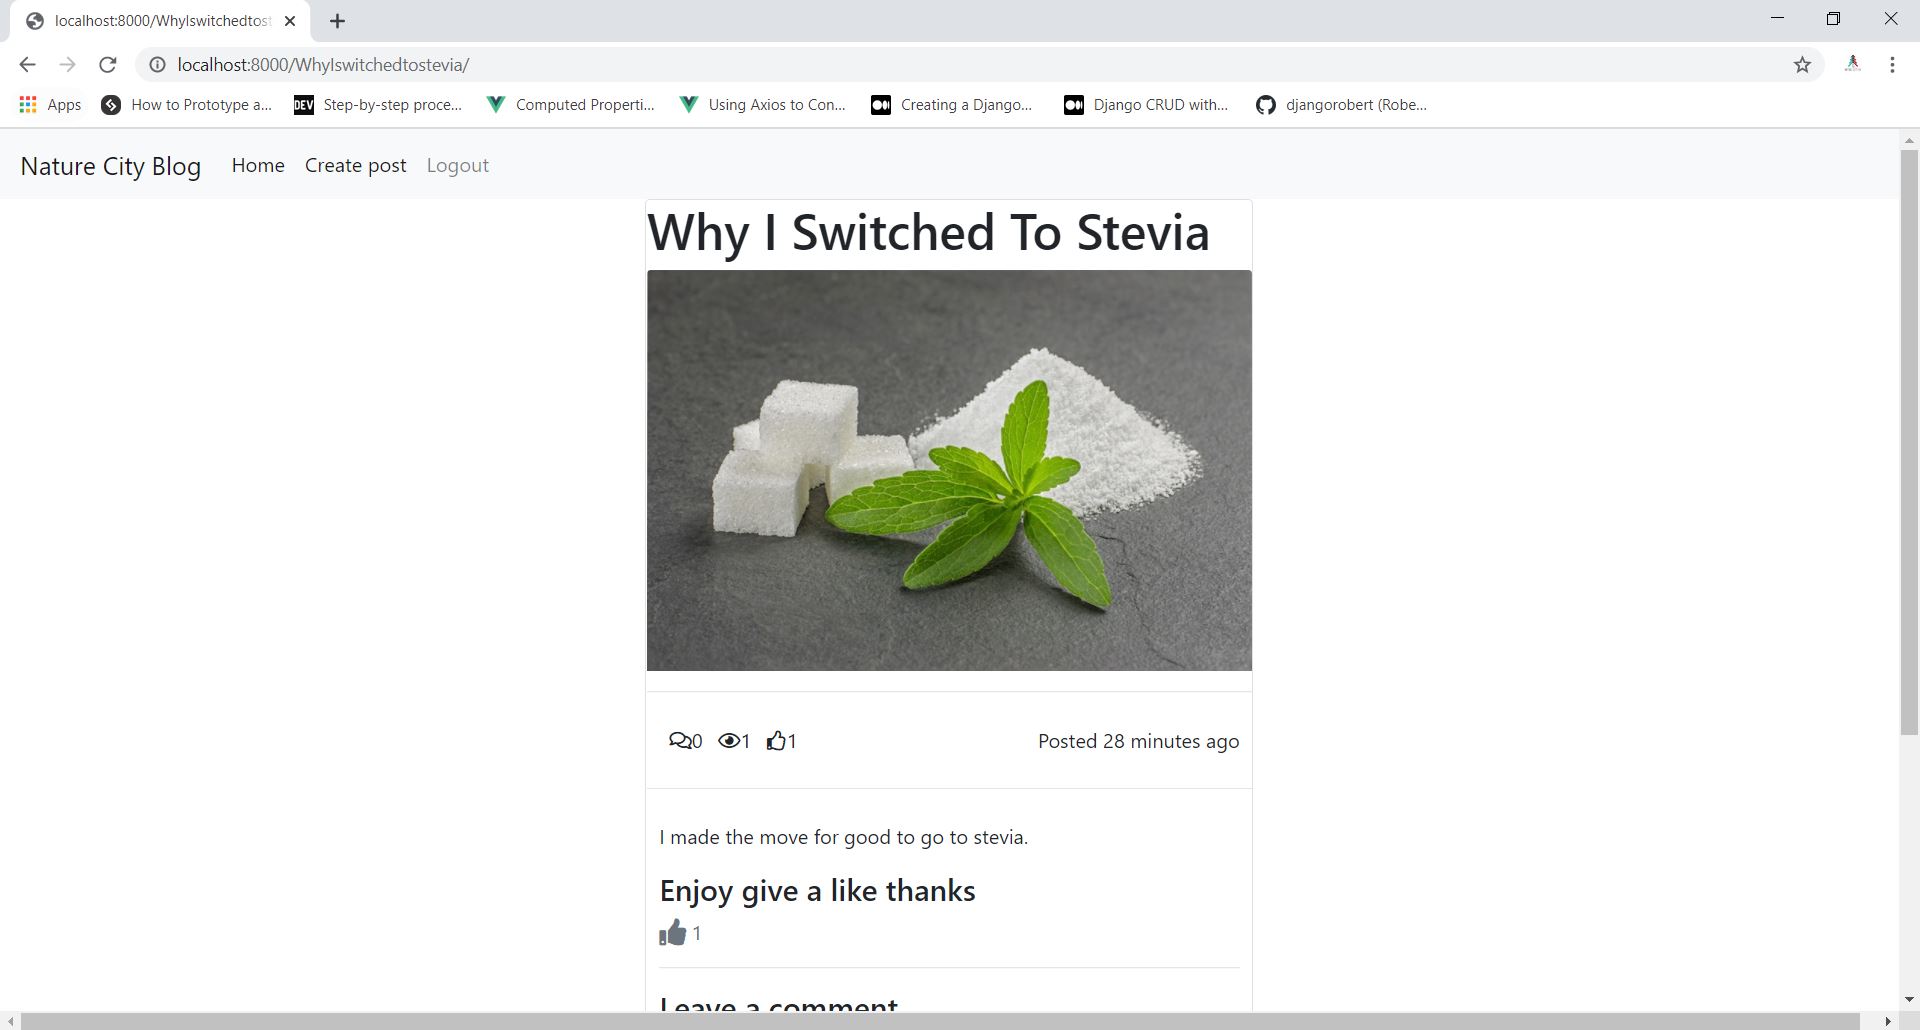 localhost:8000/WhyIswitchedtost
localhost:8000/WhyIswitchedtostevia/
Apps How to Prototype a... DEV Step-by-step proce... Computed Properti... Using Axios to Con... Creating a Django... Django CRUD with... djangorobert (Robe...
Nature City Blog Home Create post Logout
Why I Switched To Stevia
0 1 1 Posted 28 minutes ago
I made the move for good to go to stevia.
Enjoy give a like thanks
1
Leave a comment